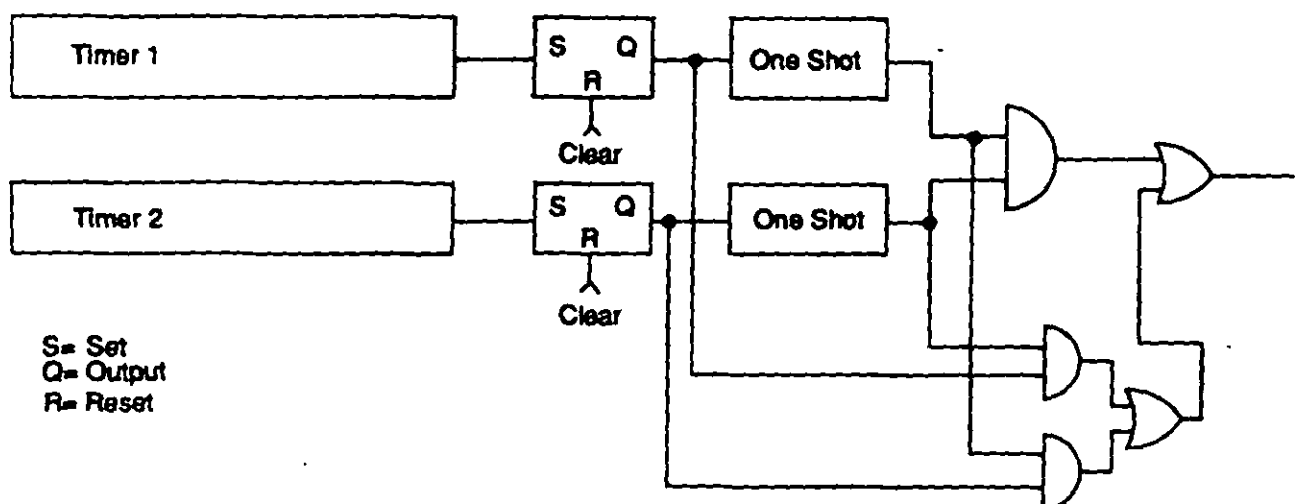 Timer 1
S Q
R
One Shot
Clear
Timer 2
S Q
R
One Shot
Clear
S= Set
Q= Output
R= Reset